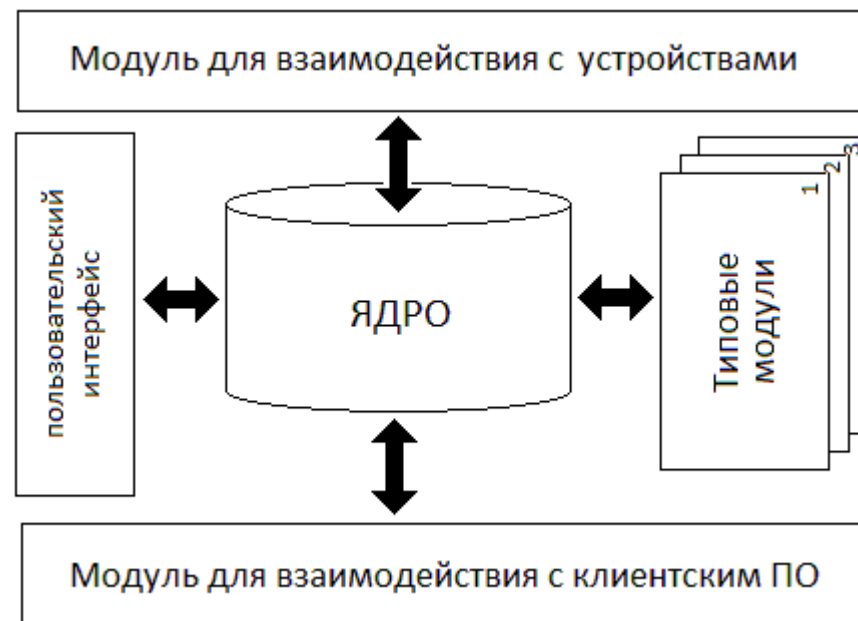 Модуль для взаимодействия с устройствами
пользовательский
интерфейс
ЯДРО
1
2
3
Типовые
модули
Модуль для взаимодействия с клиентским ПО